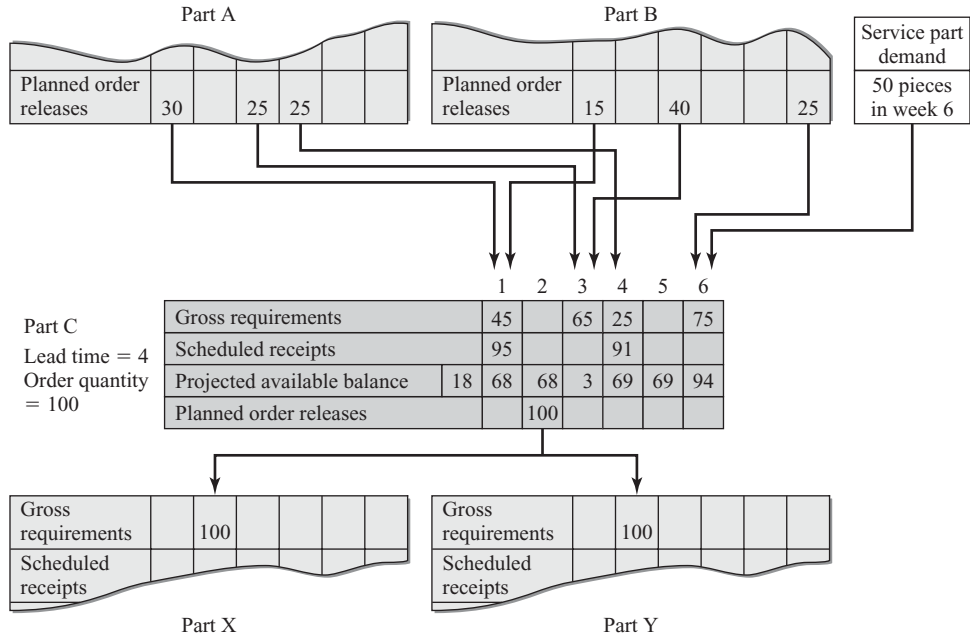 Part A
Part B
Service part
demand
50 pieces
in week 6
Planned order
releases 30 25 25
Planned order
releases 15 40 25
1 2 3 4 5 6
Part C
Lead time = 4
Order quantity
= 100
Gross requirements 45 65 25 75
Scheduled receipts 95 91
Projected available balance 18 68 68 3 69 69 94
Planned order releases 100
Gross
requirements 100
Scheduled
receipts
Gross
requirements 100
Scheduled
receipts
Part X
Part Y